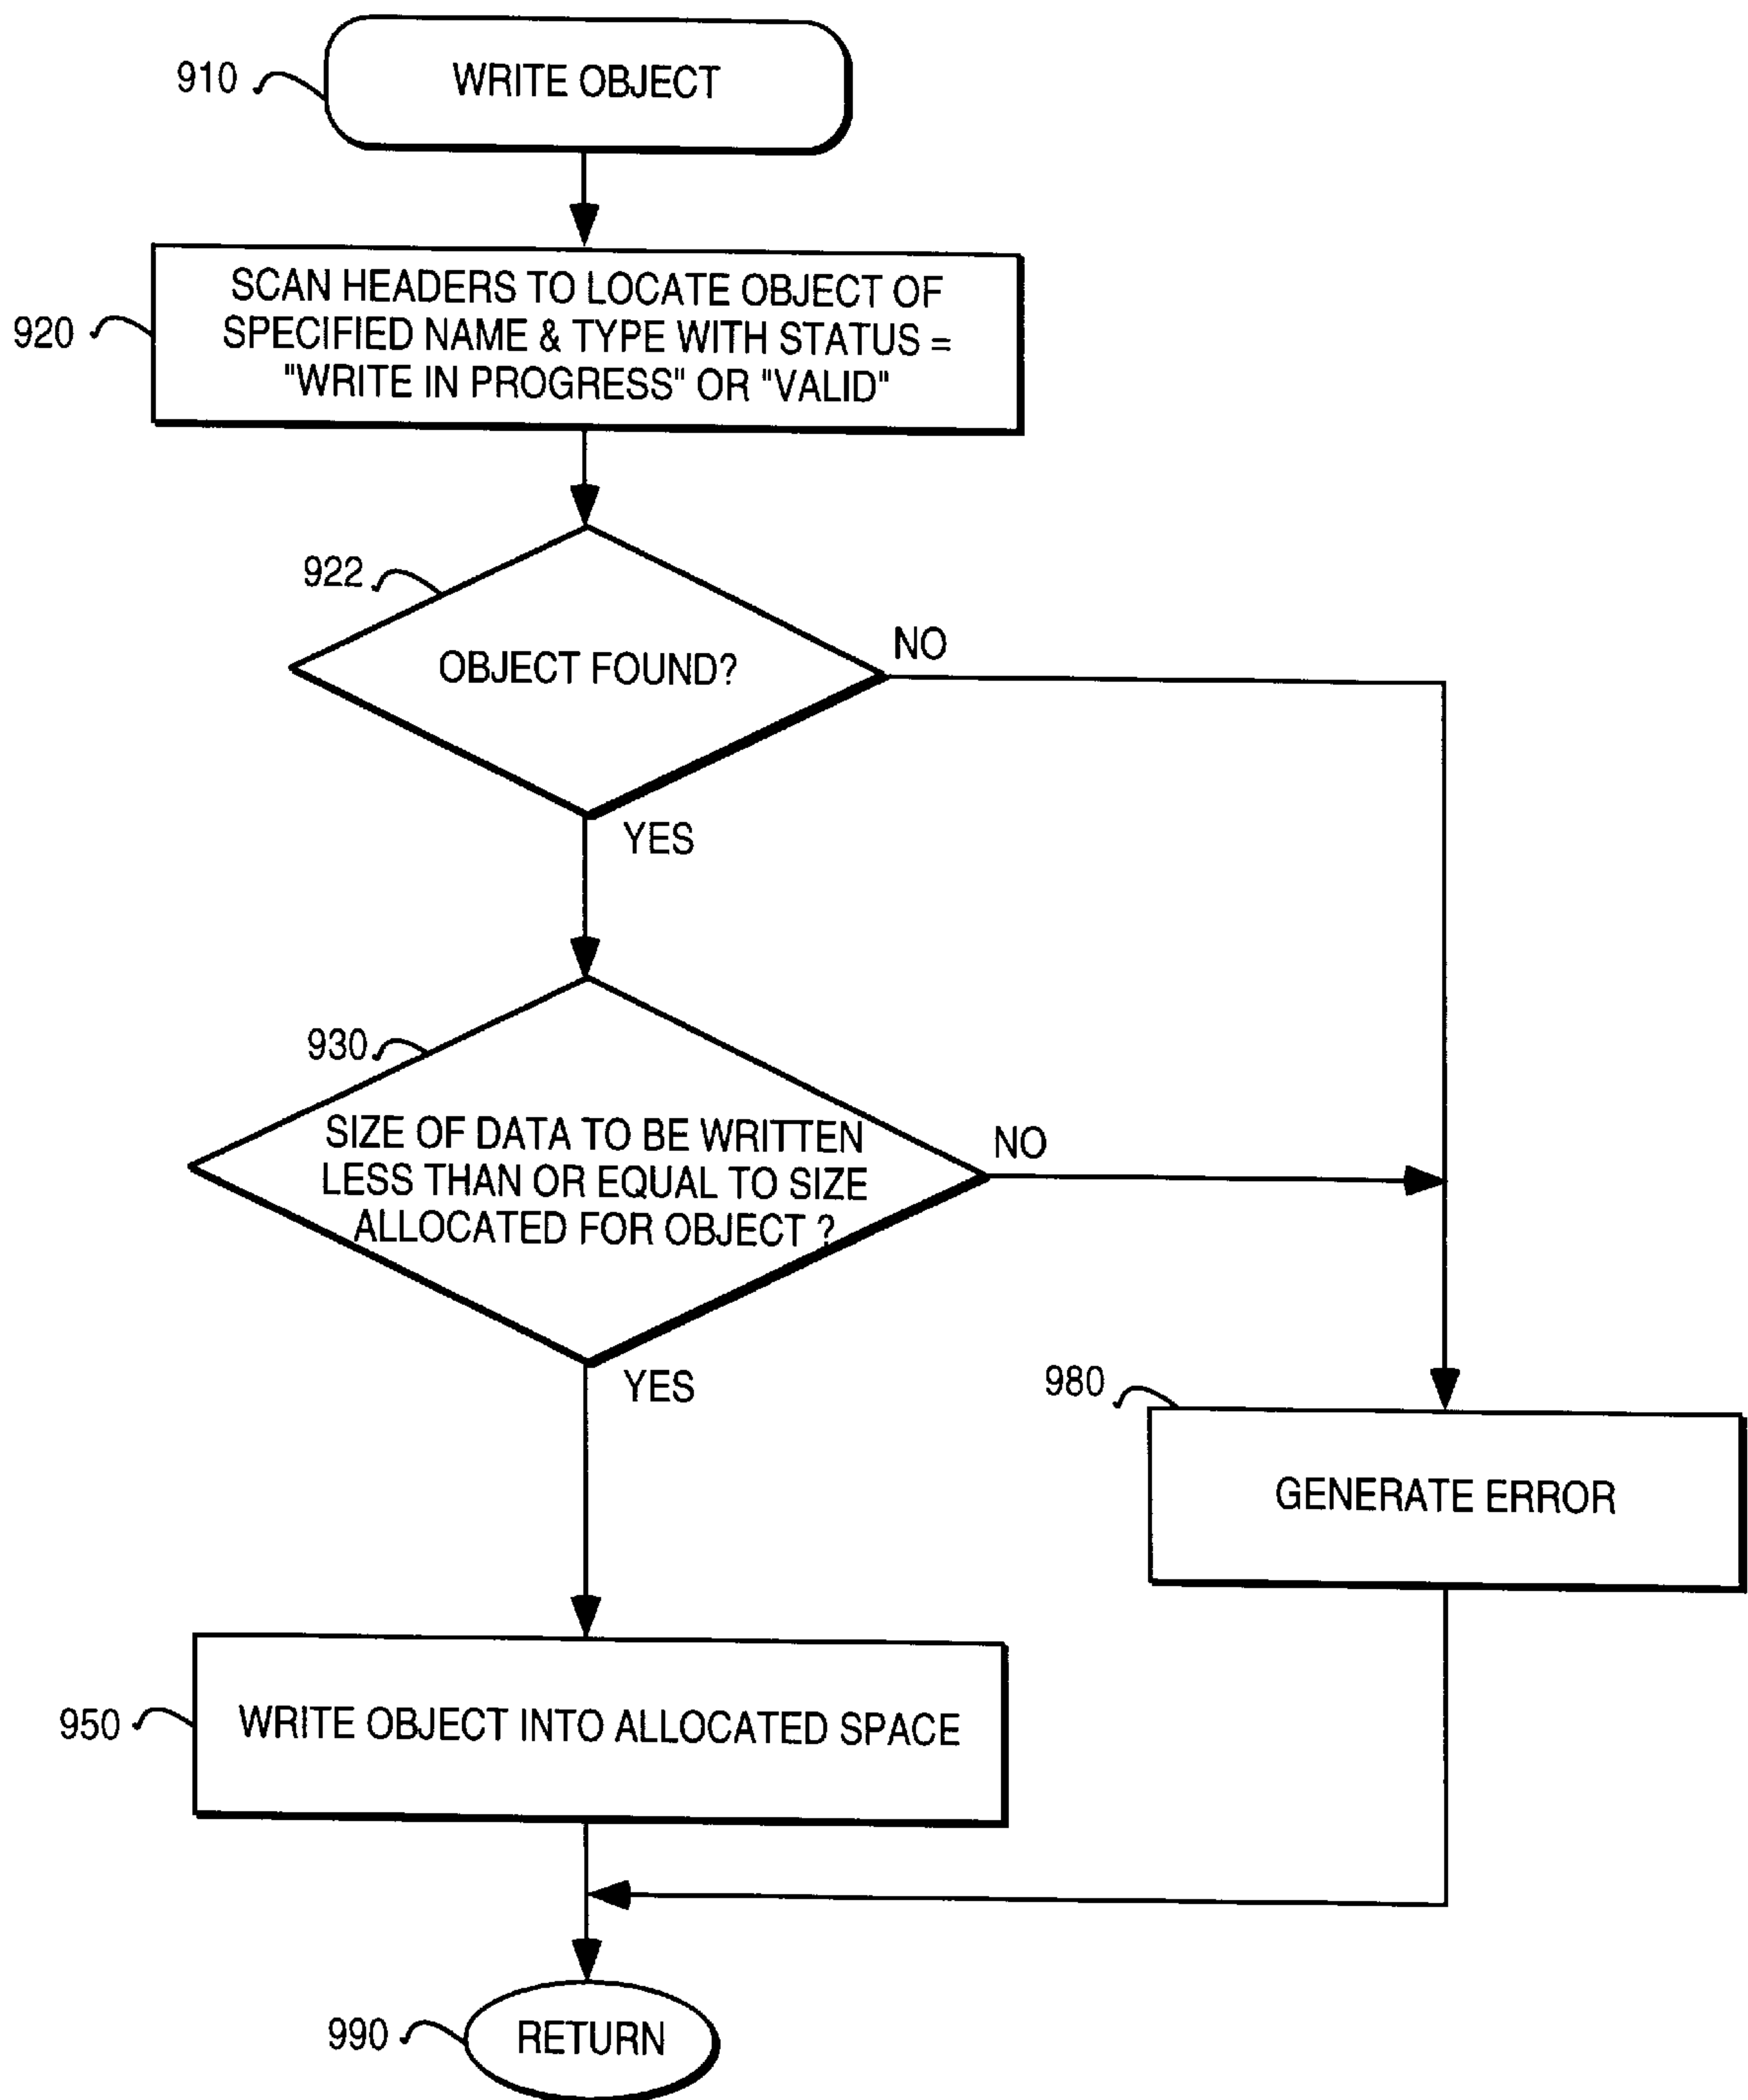 910
WRITE OBJECT
920
SCAN HEADERS TO LOCATE OBJECT OF
SPECIFIED NAME & TYPE WITH STATUS =
"WRITE IN PROGRESS" OR "VALID"
922
OBJECT FOUND?
NO
YES
930
SIZE OF DATA TO BE WRITTEN
LESS THAN OR EQUAL TO SIZE
ALLOCATED FOR OBJECT ?
NO
YES
980
GENERATE ERROR
950
WRITE OBJECT INTO ALLOCATED SPACE
990
RETURN